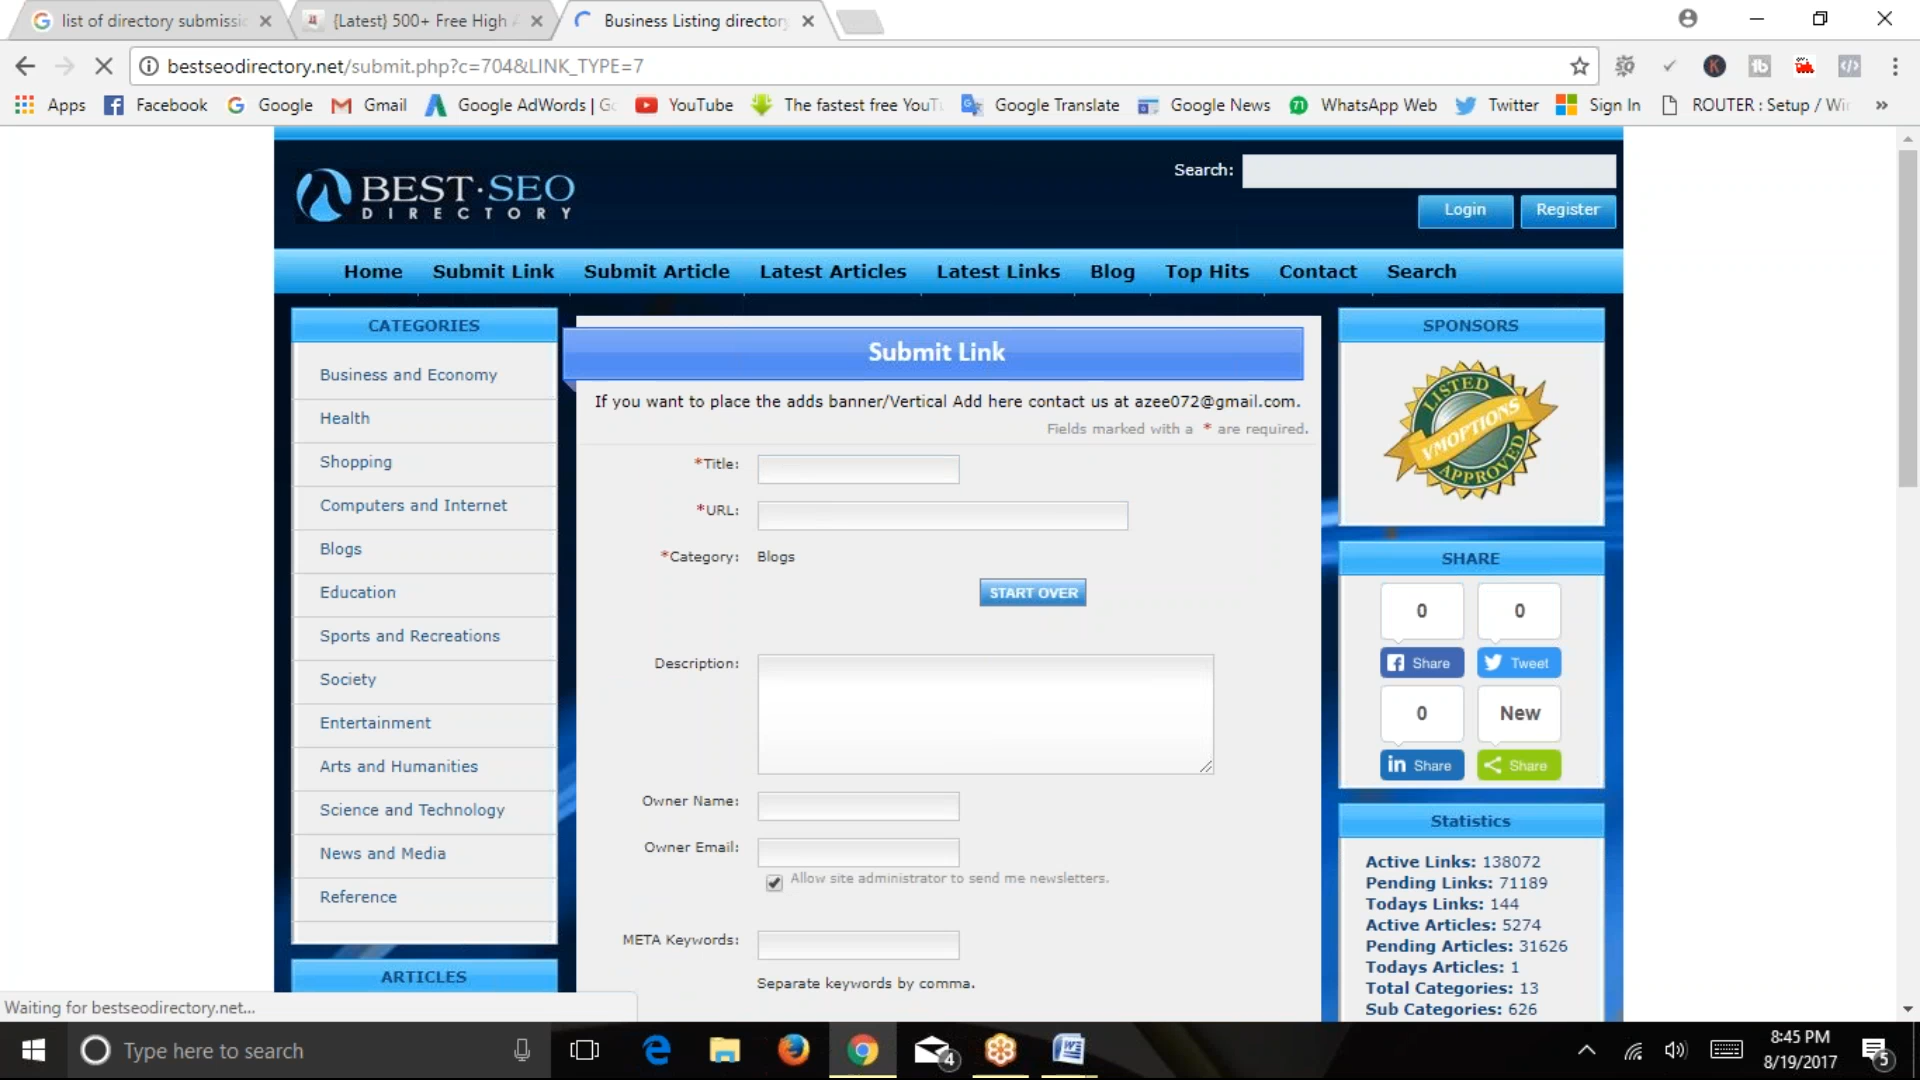 list of directory submissio
{Latest} 500+ Free High A
Business Listing directory
bestseodirectory.net/submit.php?c=704&LINK_TYPE=7
Apps
Facebook
Google
Gmail
Google AdWords | Go
YouTube
The fastest free YouTu
Google Translate
Google News
WhatsApp Web
Twitter
Sign In
ROUTER : Setup / Wir
»
BEST·SEO
DIRECTORY
Search:
Login
Register
Home
Submit Link
Submit Article
Latest Articles
Latest Links
Blog
Top Hits
Contact
Search
CATEGORIES
Business and Economy
Health
Shopping
Computers and Internet
Blogs
Education
Sports and Recreations
Society
Entertainment
Arts and Humanities
Science and Technology
News and Media
Reference
ARTICLES
Submit Link
If you want to place the adds banner/Vertical Add here contact us at azee072@gmail.com.
Fields marked with a * are required.
*Title:
*URL:
*Category: Blogs
START OVER
Description:
Owner Name:
Owner Email:
Allow site administrator to send me newsletters.
META Keywords:
Separate keywords by comma.
SPONSORS
LISTED
VMOPTIONS
APPROVED
SHARE
0
0
Share
Tweet
0
New
Share
Share
Statistics
Active Links: 138072
Pending Links: 71189
Todays Links: 144
Active Articles: 5274
Pending Articles: 31626
Todays Articles: 1
Total Categories: 13
Sub Categories: 626
Waiting for bestseodirectory.net...
Type here to search
4
8:45 PM
8/19/2017
5